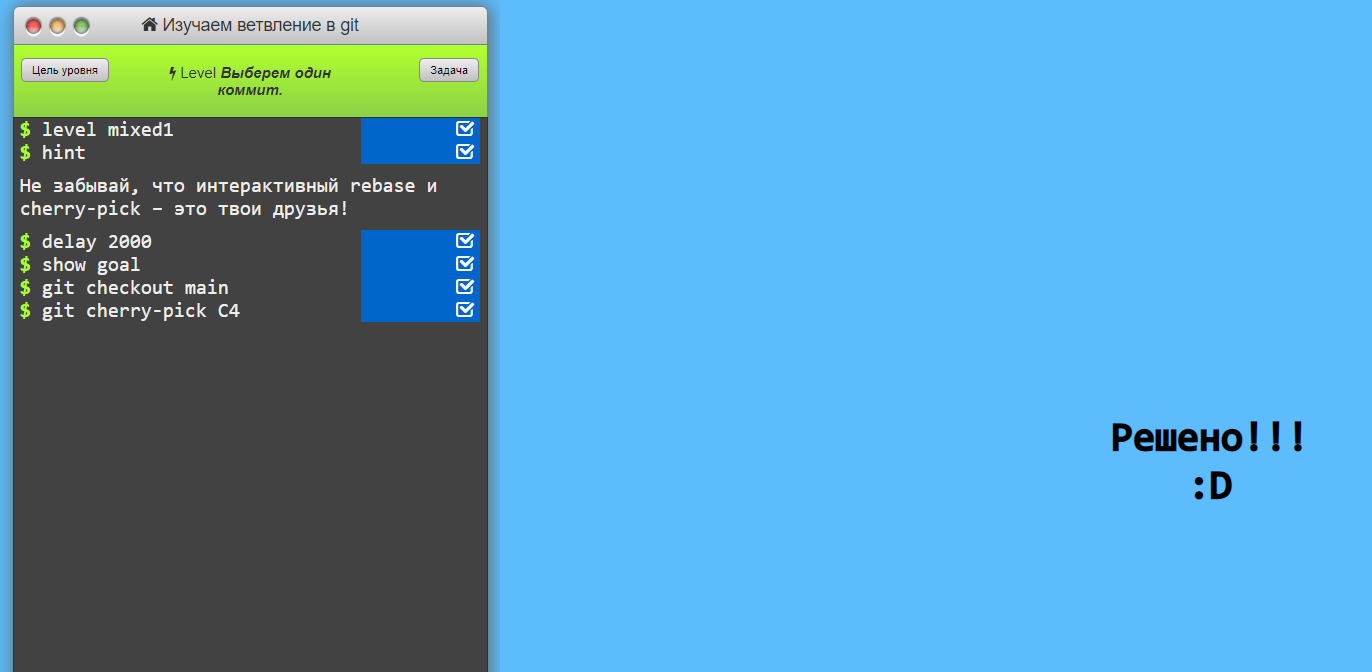 Изучаем ветвление в git
Цель уровня
Level Выберем один
коммит.
Задача
$ level mixed1
$ hint
Не забывай, что интерактивный rebase и
cherry-pick – это твои друзья!
$ delay 2000
$ show goal
$ git checkout main
$ git cherry-pick C4
Решено!!!
:D